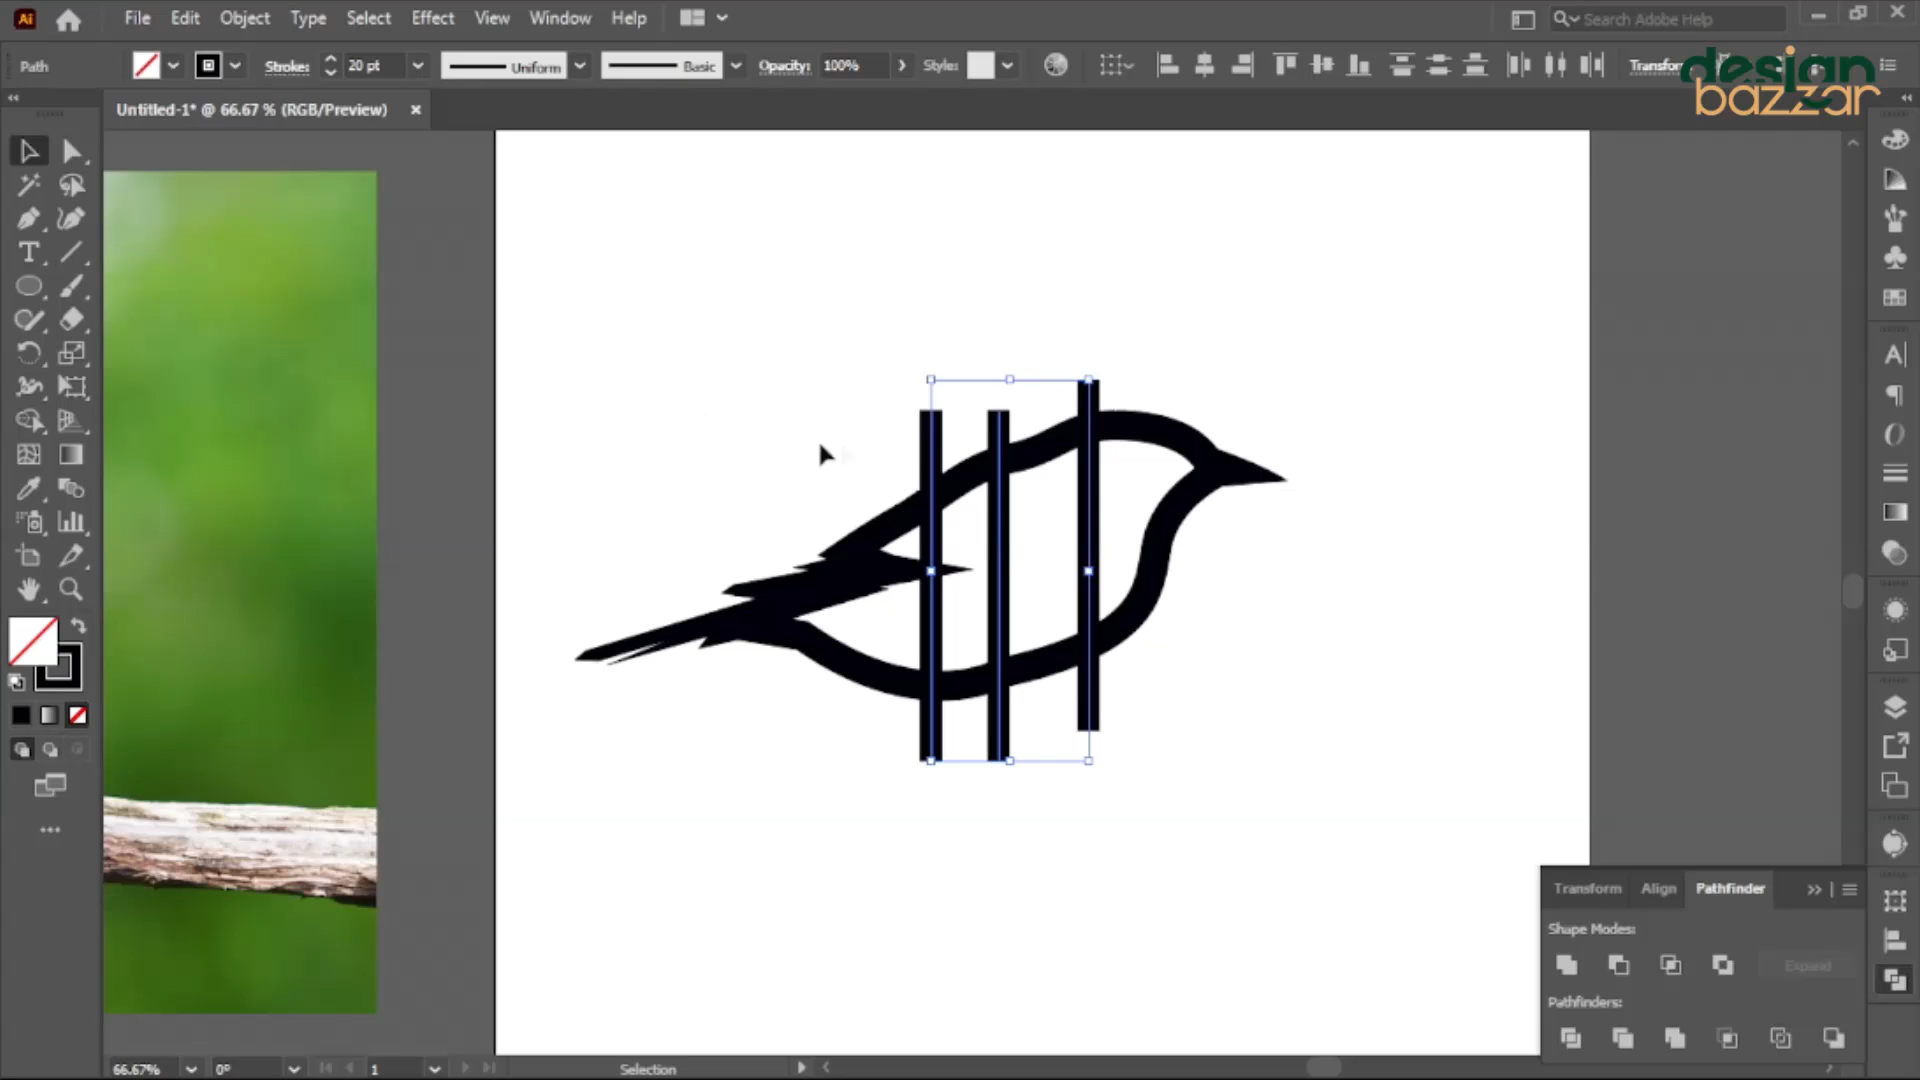 Ai File Edit Object Type Select Effect View Window Help Search Adobe Help
Path Stroke: 20 pt Uniform Basic Opacity: 100% Style: Transform
design
bazzar
Untitled-1* @ 66.67 % (RGB/Preview)
Transform Align Pathfinder
Shape Modes:
Expand
Pathfinders:
66.67% 0° 1 Selection